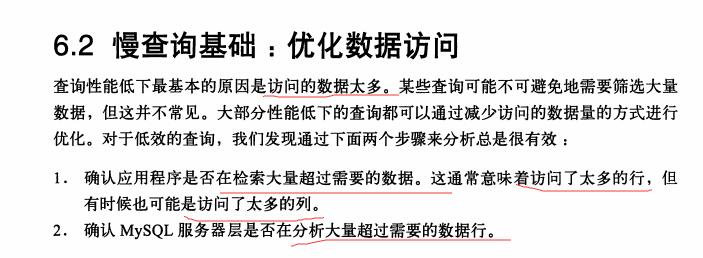 6.2 慢查询基础：优化数据访问
查询性能低下最基本的原因是访问的数据太多。某些查询可能不可避免地需要筛选大量
数据，但这并不常见。大部分性能低下的查询都可以通过减少访问的数据量的方式进行
优化。对于低效的查询，我们发现通过下面两个步骤来分析总是很有效：
1. 确认应用程序是否在检索大量超过需要的数据。这通常意味着访问了太多的行，但
有时候也可能是访问了太多的列。
2. 确认 MySQL 服务器层是否在分析大量超过需要的数据行。